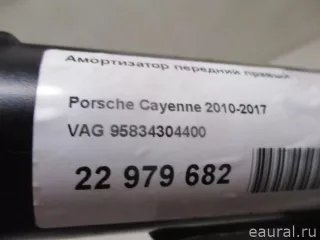 Амортизатор передний правый
Porsche Cayenne 2010-2017
VAG 95834304400
22 979 682
eaural.ru